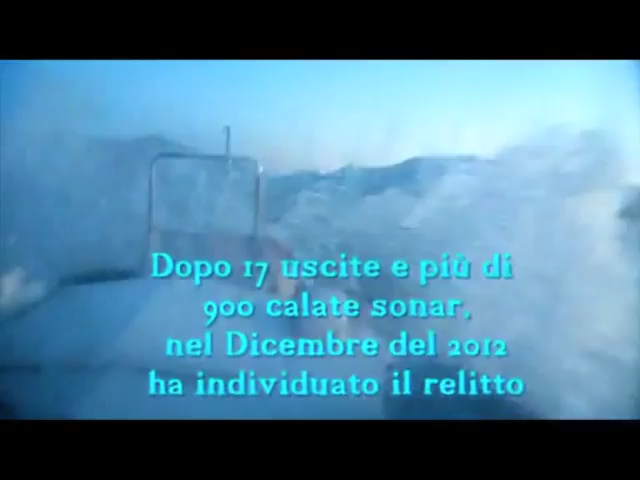 Dopo 17 uscite e più di
900 calate sonar,
nel Dicembre del 2012
ha individuato il relitto